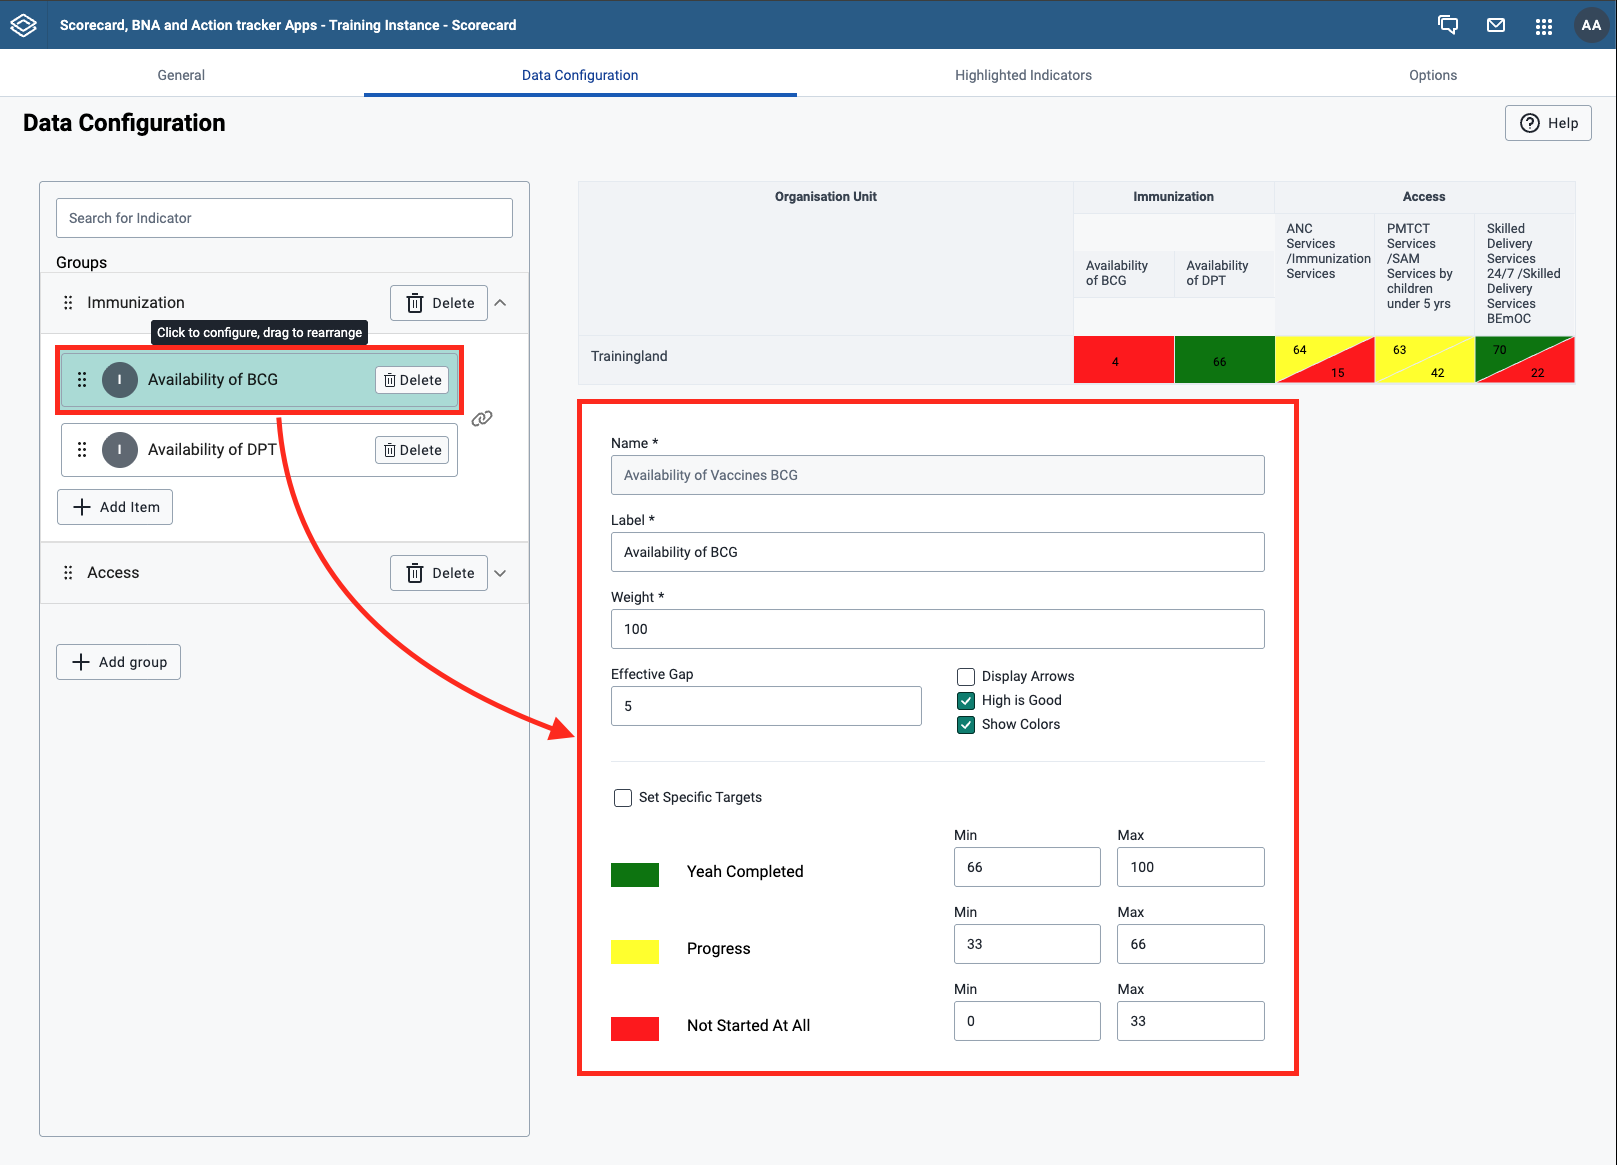 Scorecard, BNA and Action tracker Apps - Training Instance - Scorecard
AA
General
Data Configuration
Highlighted Indicators
Options
Data Configuration
Help
Search for Indicator
Groups
Immunization
Delete
Click to configure, drag to rearrange
I
Availability of BCG
Delete
I
Availability of DPT
Delete
Add Item
Access
Delete
Add group
Organisation Unit
Immunization
Access
Availability
of BCG
Availability
of DPT
ANC
Services
/Immunization
Services
PMTCT
Services
/SAM
Services by
children
under 5 yrs
Skilled
Delivery
Services
24/7 /Skilled
Delivery
Services
BEmOC
Trainingland
4
66
64
15
63
42
70
22
Name *
Availability of Vaccines BCG
Label *
Availability of BCG
Weight *
100
Effective Gap
5
Display Arrows
High is Good
Show Colors
Set Specific Targets
Min
Max
Yeah Completed
66
100
Min
Max
Progress
33
66
Min
Max
Not Started At All
0
33